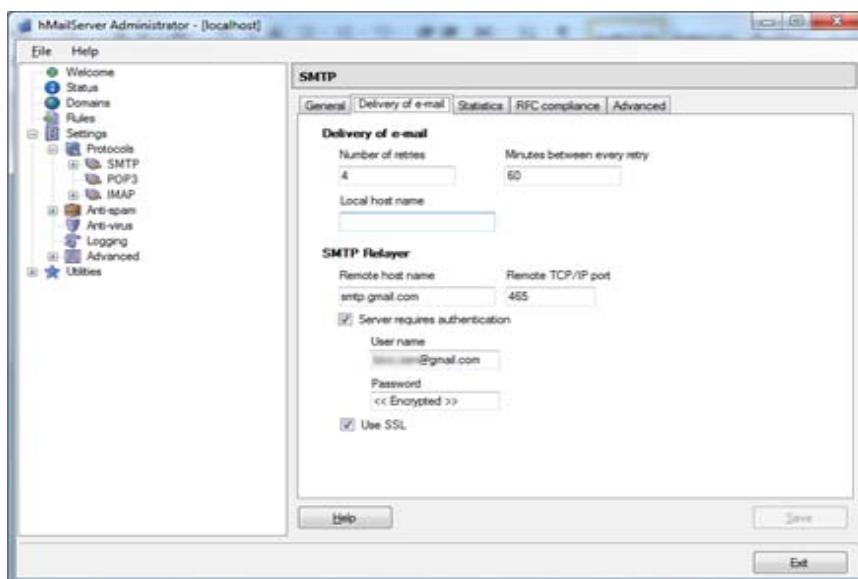 hMailServer Administrator - [localhost]
File Help
Welcome
Status
Domains
Rules
Settings
Protocols
SMTP
POP3
IMAP
Anti-spam
Anti-virus
Logging
Advanced
Utilities
SMTP
General Delivery of e-mail Statistics RFC compliance Advanced
Delivery of e-mail
Number of retries Minutes between every retry
4 60
Local host name
SMTP Relayer
Remote host name Remote TCP/IP port
smtp.gmail.com 465
Server requires authentication
User name
@gmail.com
Password
<< Encrypted >>
Use SSL
Help Save
Exit